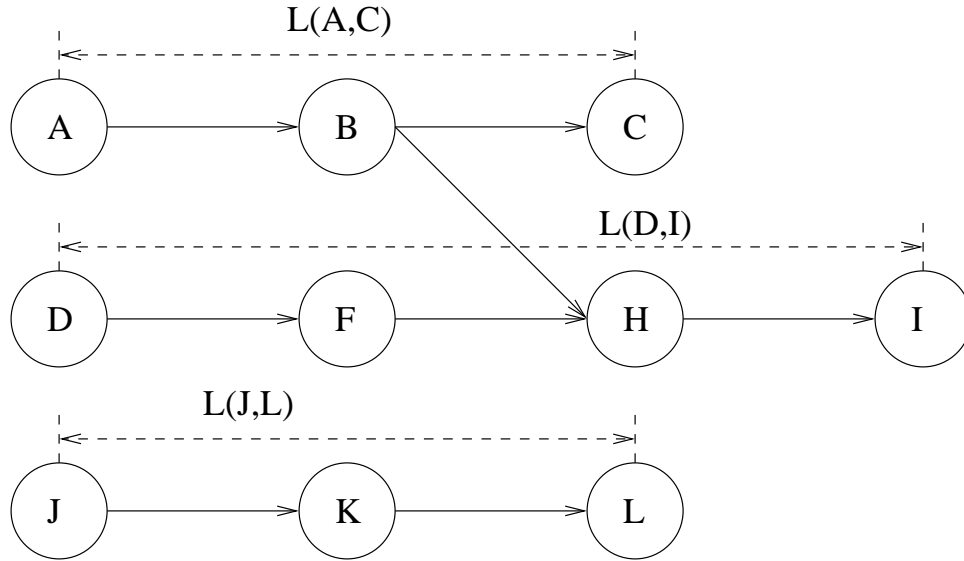 L(A,C)
A B C
L(D,I)
D F H I
L(J,L)
J K L